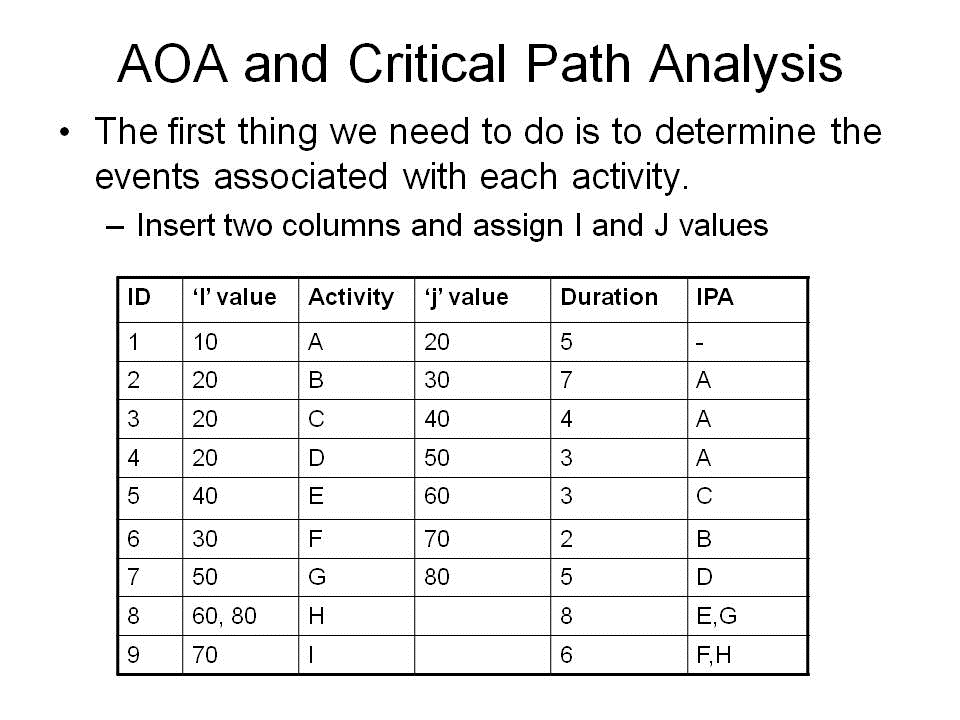 AOA and Critical Path Analysis
• The first thing we need to do is to determine the
events associated with each activity.
– Insert two columns and assign I and J values
ID ‘I’ value Activity ‘j’ value Duration IPA
1 10 A 20 5 -
2 20 B 30 7 A
3 20 C 40 4 A
4 20 D 50 3 A
5 40 E 60 3 C
6 30 F 70 2 B
7 50 G 80 5 D
8 60, 80 H 8 E,G
9 70 I 6 F,H